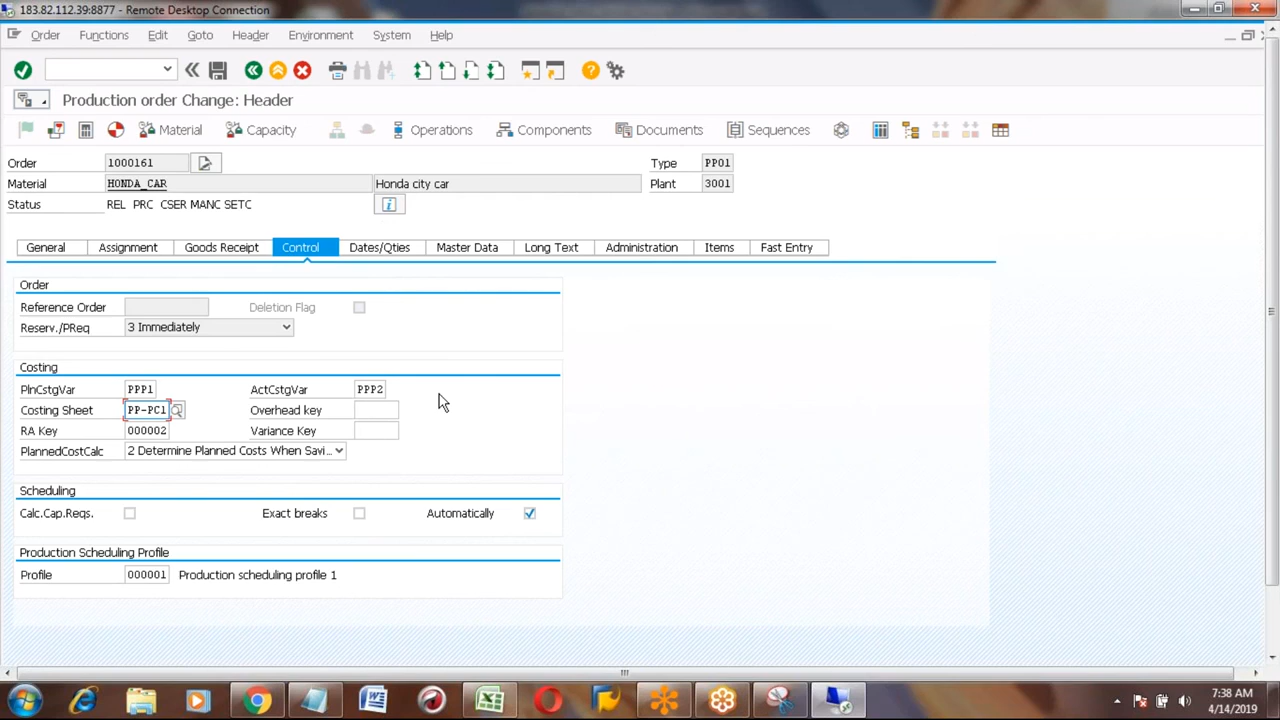 183.82.112.39:8877 - Remote Desktop Connection
Order Functions Edit Goto Header Environment System Help
Production order Change: Header
Material Capacity Operations Components Documents Sequences
Order 1000161 Type PP01
Material HONDA_CAR Honda city car Plant 3001
Status REL PRC CSER MANC SETC
General Assignment Goods Receipt Control Dates/Qties Master Data Long Text Administration Items Fast Entry
Order
Reference Order Deletion Flag
Reserv./PReq 3 Immediately
Costing
PlnCstgVar PPP1 ActCstgVar PPP2
Costing Sheet PP-PC1 Overhead key
RA Key 000002 Variance Key
PlannedCostCalc 2 Determine Planned Costs When Savi...
Scheduling
Calc.Cap.Reqs. Exact breaks Automatically
Production Scheduling Profile
Profile 000001 Production scheduling profile 1
7:38 AM
4/14/2019